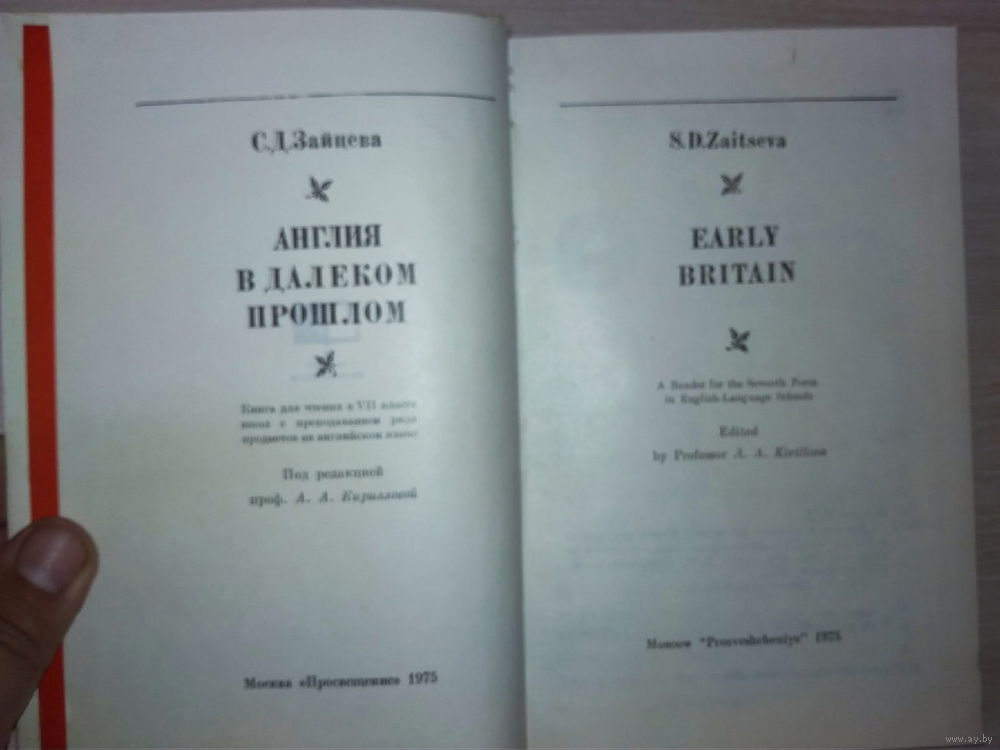 С.Д.Зайцева
АНГЛИЯ
В ДАЛЕКОМ
ПРОШЛОМ
Книга для чтения в VII классе
школ с преподаванием ряда
предметов на английском языке
Под редакцией
проф. А. А. Кирилловой
Москва «Просвещение» 1975
S.D.Zaitseva
EARLY
BRITAIN
A Reader for the Seventh Form
in English-Language Schools
Edited
by Professor A. A. Kirillova
Moscow "Prosveshcheniye" 1975
www.ay.by